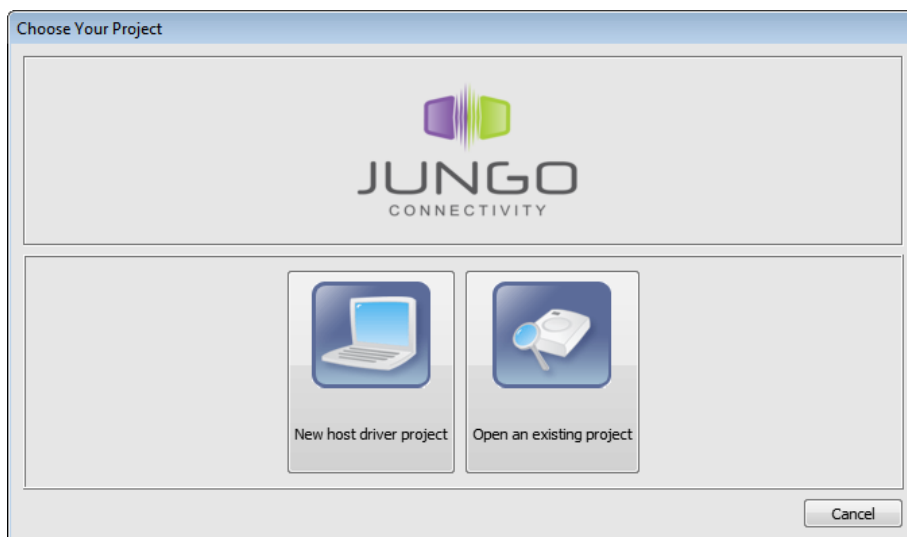 Choose Your Project
JUNGO
CONNECTIVITY
New host driver project
Open an existing project
Cancel